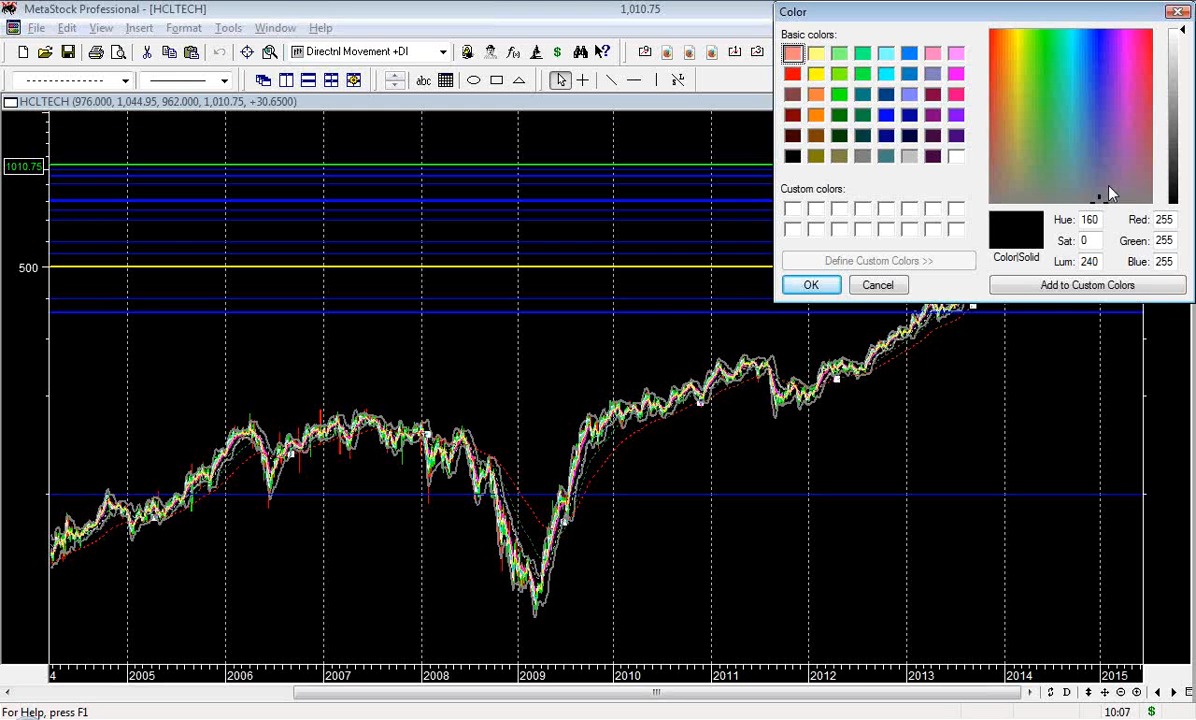 MetaStock Professional - [HCLTECH]
1,010.75
File Edit View Insert Format Tools Window Help
Directnl Movement +DI
abc
HCLTECH (976.000, 1,044.95, 962.000, 1,010.75, +30.6500)
1010.75
500
4 2005 2006 2007 2008 2009 2010 2011 2012 2013 2014 2015
D
For Help, press F1
10:07
Color
Basic colors:
Custom colors:
Define Custom Colors >>
OK Cancel
Color|Solid
Hue: 160 Red: 255
Sat: 0 Green: 255
Lum: 240 Blue: 255
Add to Custom Colors